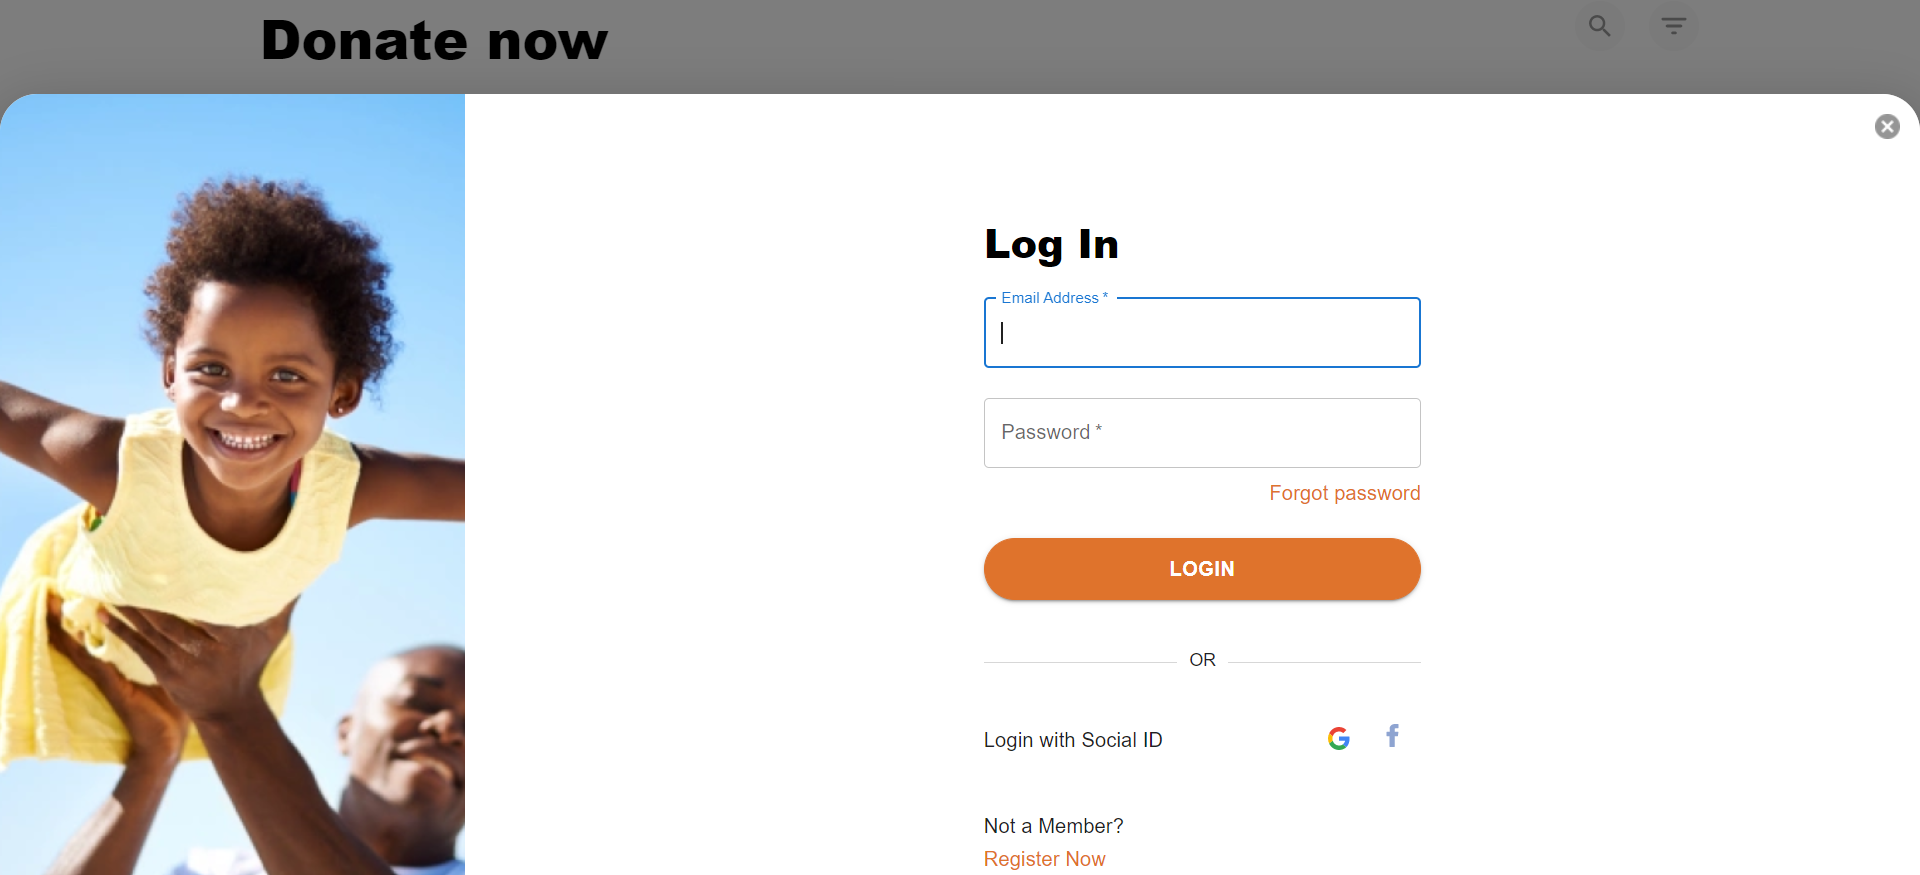 Donate now
Log In
Email Address *
Password *
Forgot password
LOGIN
OR
Login with Social ID
Not a Member?
Register Now